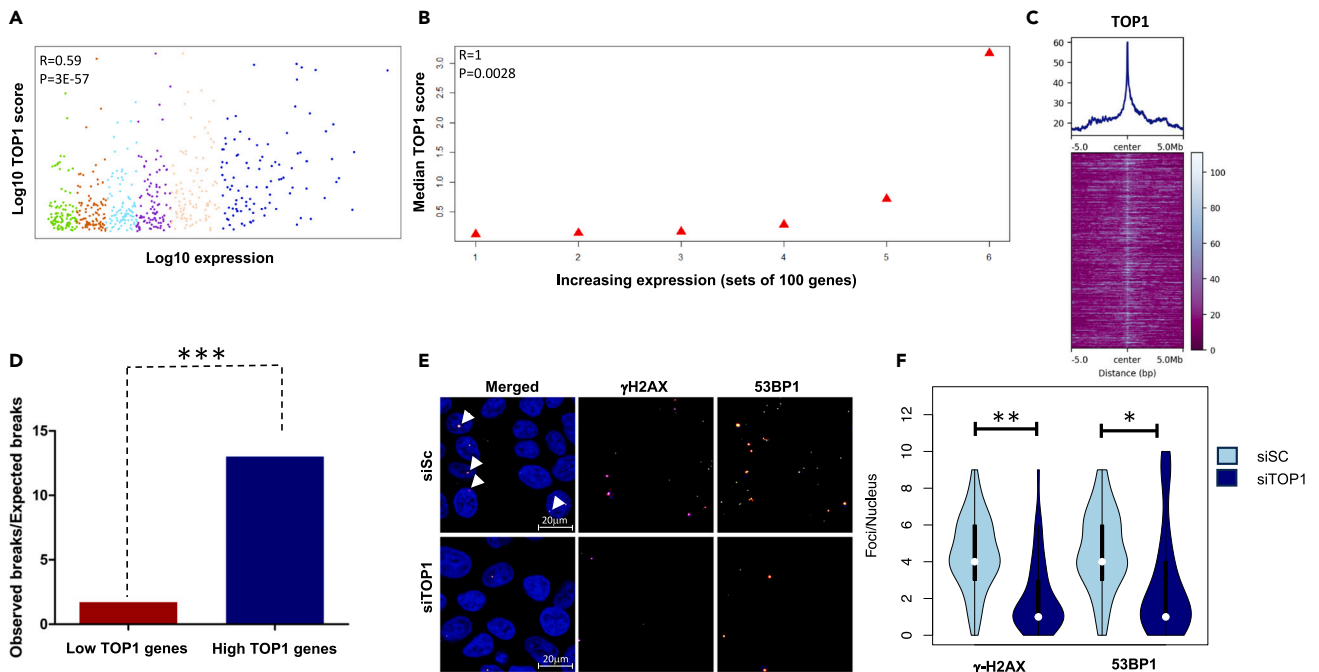 A
R=0.59
P=3E-57
Log10 TOP1 score
Log10 expression
B
R=1
P=0.0028
Median TOP1 score
3.0
2.5
2.0
1.5
1.0
0.5
1 2 3 4 5 6
Increasing expression (sets of 100 genes)
C
TOP1
60
50
40
30
20
-5.0 center 5.0Mb
100
80
60
40
20
0
-5.0 center 5.0Mb
Distance (bp)
D
***
Observed breaks/Expected breaks
15
10
5
0
Low TOP1 genes High TOP1 genes
E
Merged γH2AX 53BP1
siSc
20μm
siTOP1
20μm
F
Foci/Nucleus
12
10
8
6
4
2
0
** *
siSC
siTOP1
γ-H2AX 53BP1